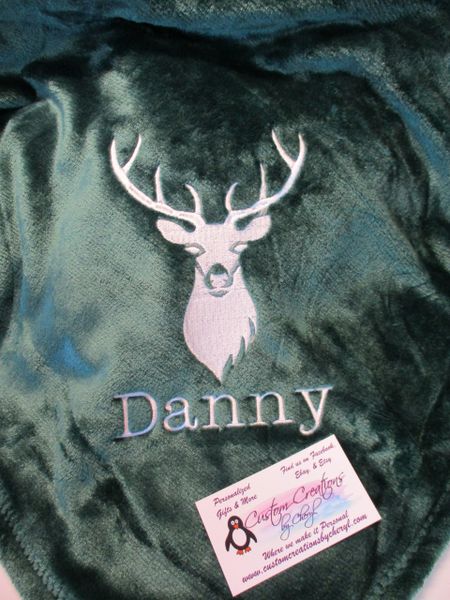 Danny
Personalized
Gifts & More
Find us on Facebook
Ebay, & Etsy
Custom Creations
by Cheryl
Where we make it Personal
www.customcreationsbycheryl.com